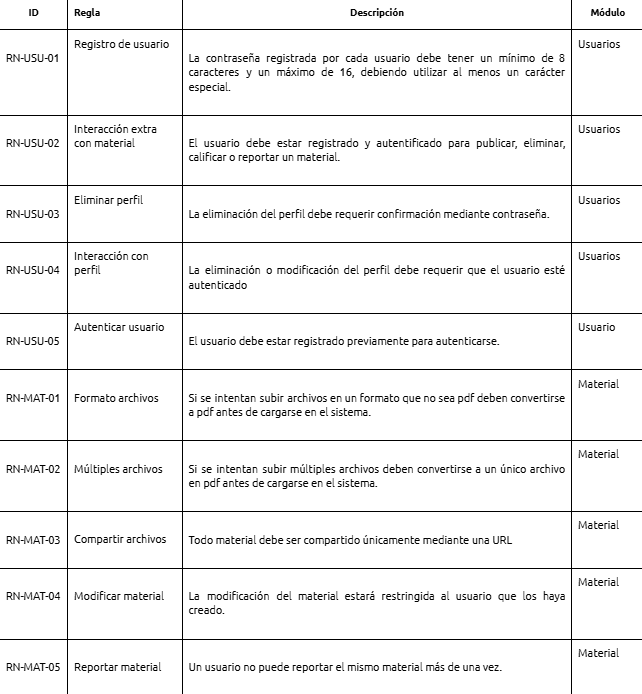 ID Regla Descripción Módulo
RN-USU-01 Registro de usuario La contraseña registrada por cada usuario debe tener un mínimo de 8 Usuarios
caracteres y un máximo de 16, debiendo utilizar al menos un carácter
especial.
RN-USU-02 Interacción extra El usuario debe estar registrado y autentificado para publicar, eliminar, Usuarios
con material calificar o reportar un material.
RN-USU-03 Eliminar perfil La eliminación del perfil debe requerir confirmación mediante contraseña. Usuarios
RN-USU-04 Interacción con La eliminación o modificación del perfil debe requerir que el usuario esté Usuarios
perfil autenticado
RN-USU-05 Autenticar usuario El usuario debe estar registrado previamente para autenticarse. Usuario
RN-MAT-01 Formato archivos Si se intentan subir archivos en un formato que no sea pdf deben convertirse Material
a pdf antes de cargarse en el sistema.
RN-MAT-02 Múltiples archivos Si se intentan subir múltiples archivos deben convertirse a un único archivo Material
en pdf antes de cargarse en el sistema.
RN-MAT-03 Compartir archivos Todo material debe ser compartido únicamente mediante una URL Material
RN-MAT-04 Modificar material La modificación del material estará restringida al usuario que los haya Material
creado.
RN-MAT-05 Reportar material Un usuario no puede reportar el mismo material más de una vez. Material